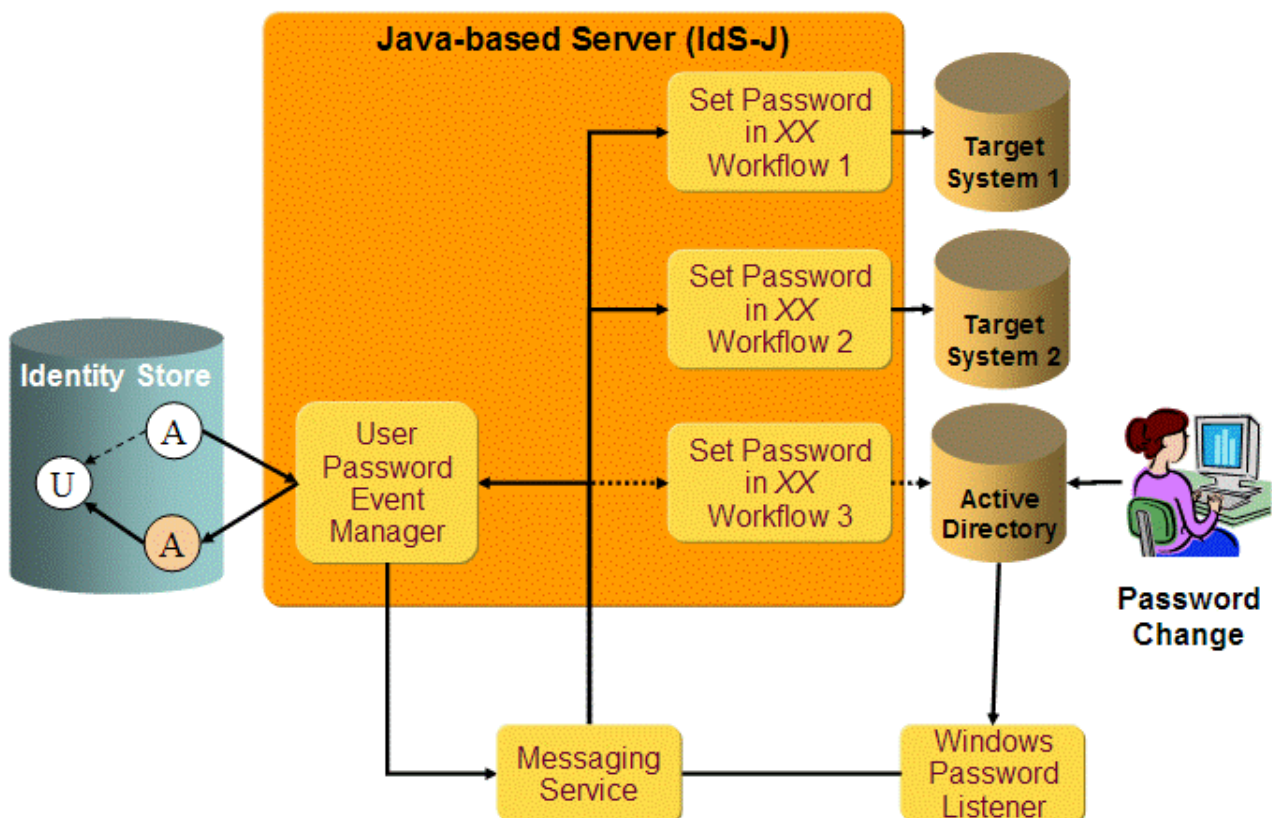 Java-based Server (IdS-J)
Set Password
in XX
Workflow 1
Target
System 1
Set Password
in XX
Workflow 2
Target
System 2
Identity Store
A
U
A
User
Password
Event
Manager
Set Password
in XX
Workflow 3
Active
Directory
Password
Change
Messaging
Service
Windows
Password
Listener